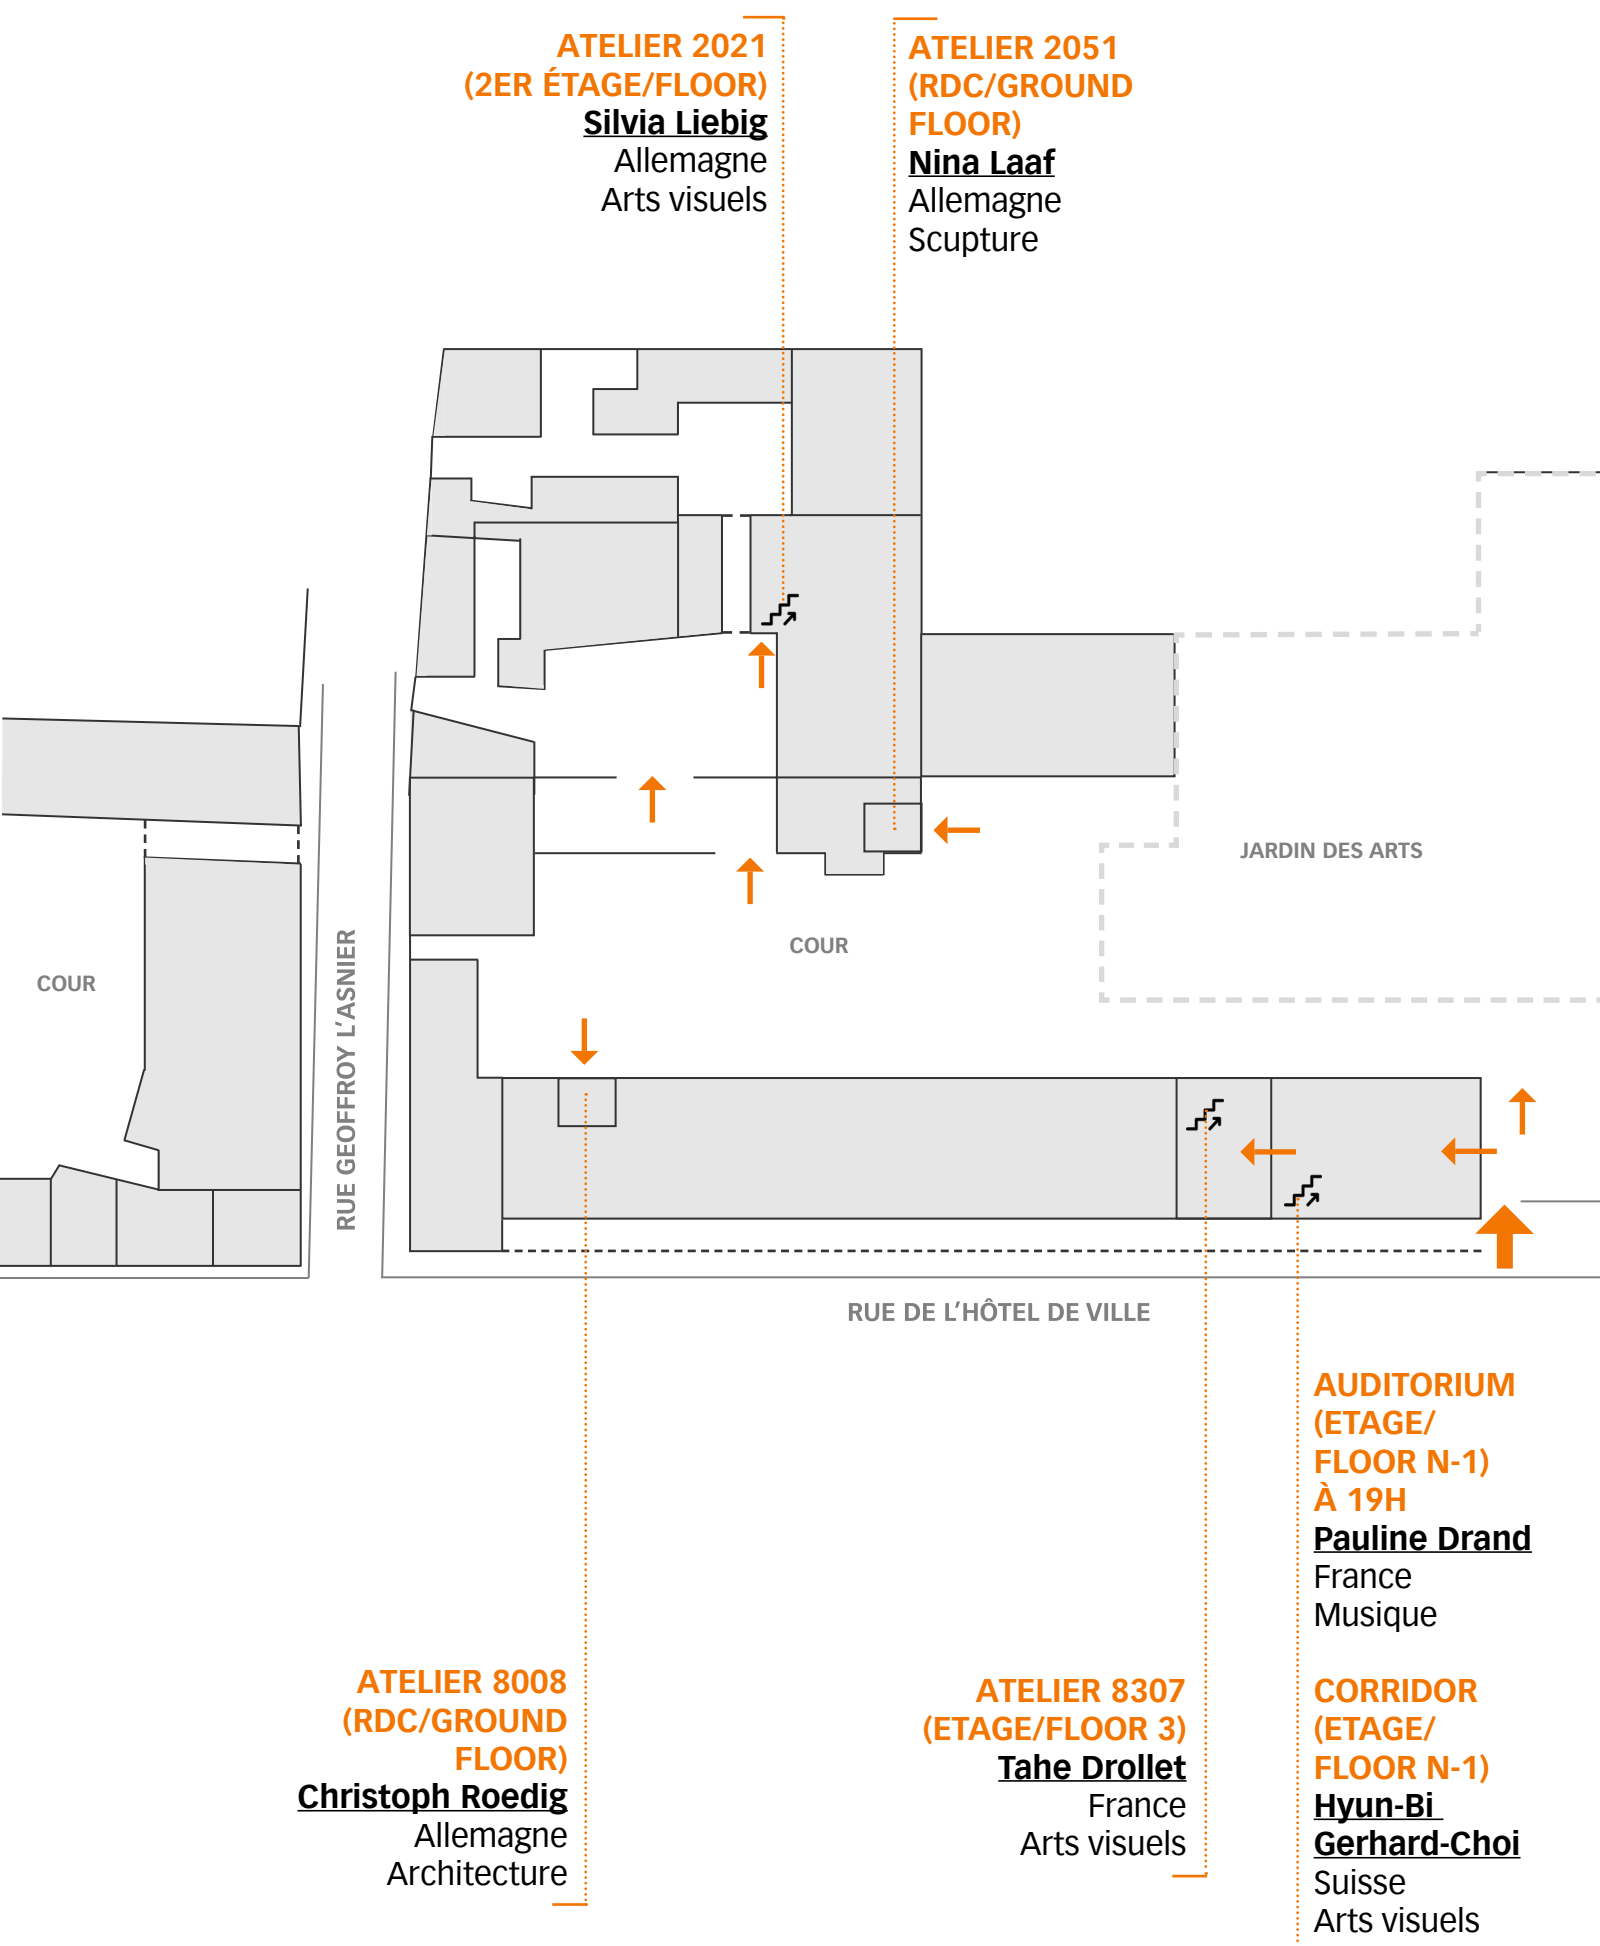 ATELIER 2021
(2ER ÉTAGE/FLOOR)
Silvia Liebig
Allemagne
Arts visuels
ATELIER 2051
(RDC/GROUND
FLOOR)
Nina Laaf
Allemagne
Scupture
JARDIN DES ARTS
COUR
COUR
RUE GEOFFROY L’ASNIER
RUE DE L’HÔTEL DE VILLE
AUDITORIUM
(ETAGE/
FLOOR N-1)
À 19H
Pauline Drand
France
Musique
ATELIER 8008
(RDC/GROUND
FLOOR)
Christoph Roedig
Allemagne
Architecture
ATELIER 8307
(ETAGE/FLOOR 3)
Tahe Drollet
France
Arts visuels
CORRIDOR
(ETAGE/
FLOOR N-1)
Hyun-Bi
Gerhard-Choi
Suisse
Arts visuels